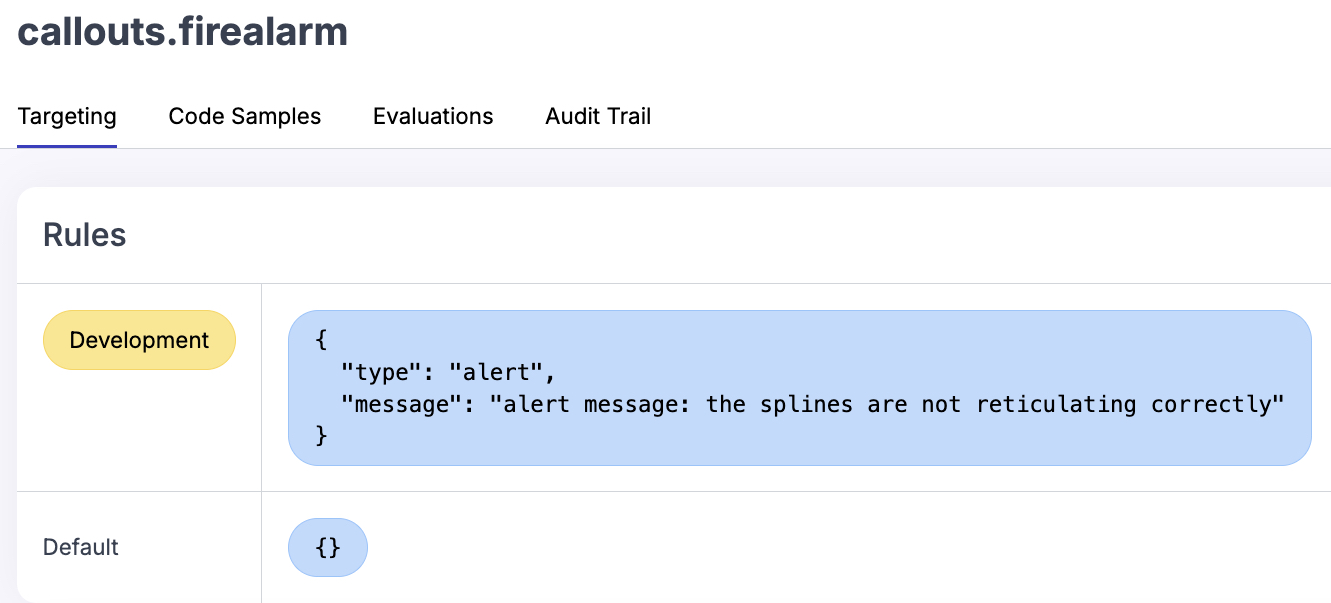 callouts.firealarm
Targeting Code Samples Evaluations Audit Trail
Rules
Development
{
  "type": "alert",
  "message": "alert message: the splines are not reticulating correctly"
}
Default
{}